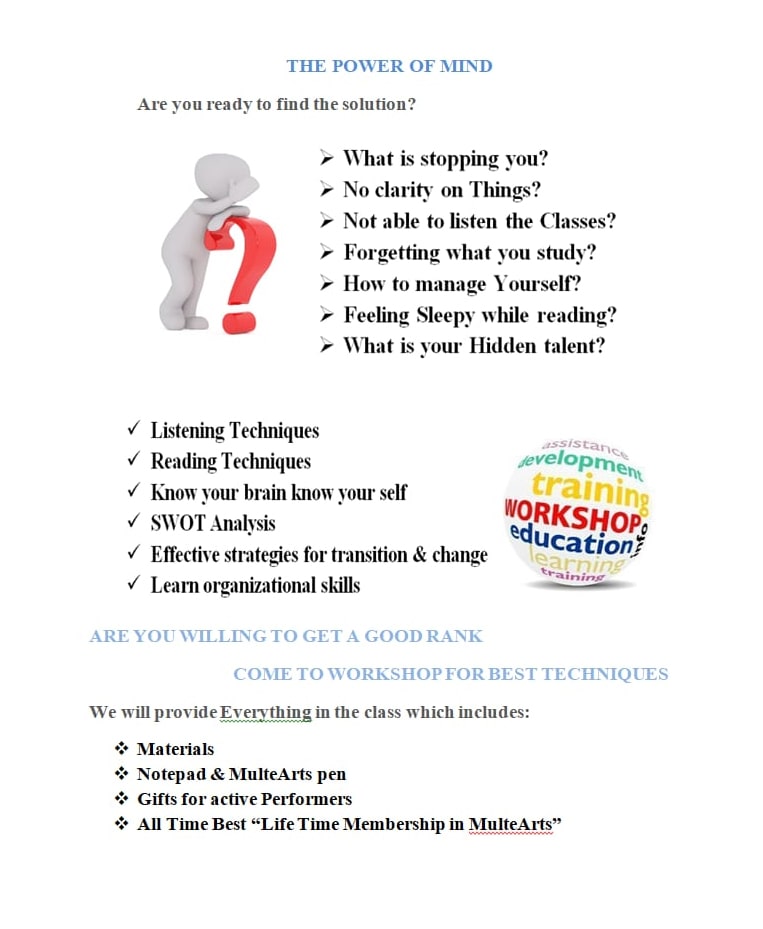 THE POWER OF MIND
Are you ready to find the solution?
What is stopping you?
No clarity on Things?
Not able to listen the Classes?
Forgetting what you study?
How to manage Yourself?
Feeling Sleepy while reading?
What is your Hidden talent?
Listening Techniques
Reading Techniques
Know your brain know your self
SWOT Analysis
Effective strategies for transition & change
Learn organizational skills
assistance
development
training
WORKSHOP
info
education
learning
training
ARE YOU WILLING TO GET A GOOD RANK
COME TO WORKSHOP FOR BEST TECHNIQUES
We will provide Everything in the class which includes:
Materials
Notepad & MulteArts pen
Gifts for active Performers
All Time Best “Life Time Membership in MulteArts”